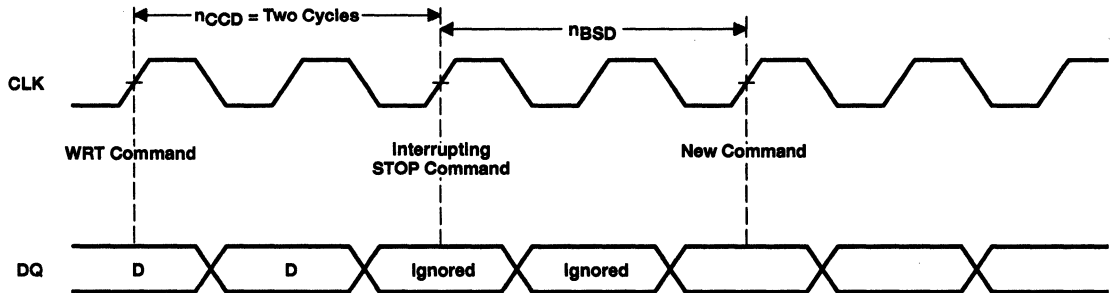 nCCD = Two Cycles
nBSD
CLK
WRT Command
Interrupting
STOP Command
New Command
DQ
D
D
Ignored
Ignored